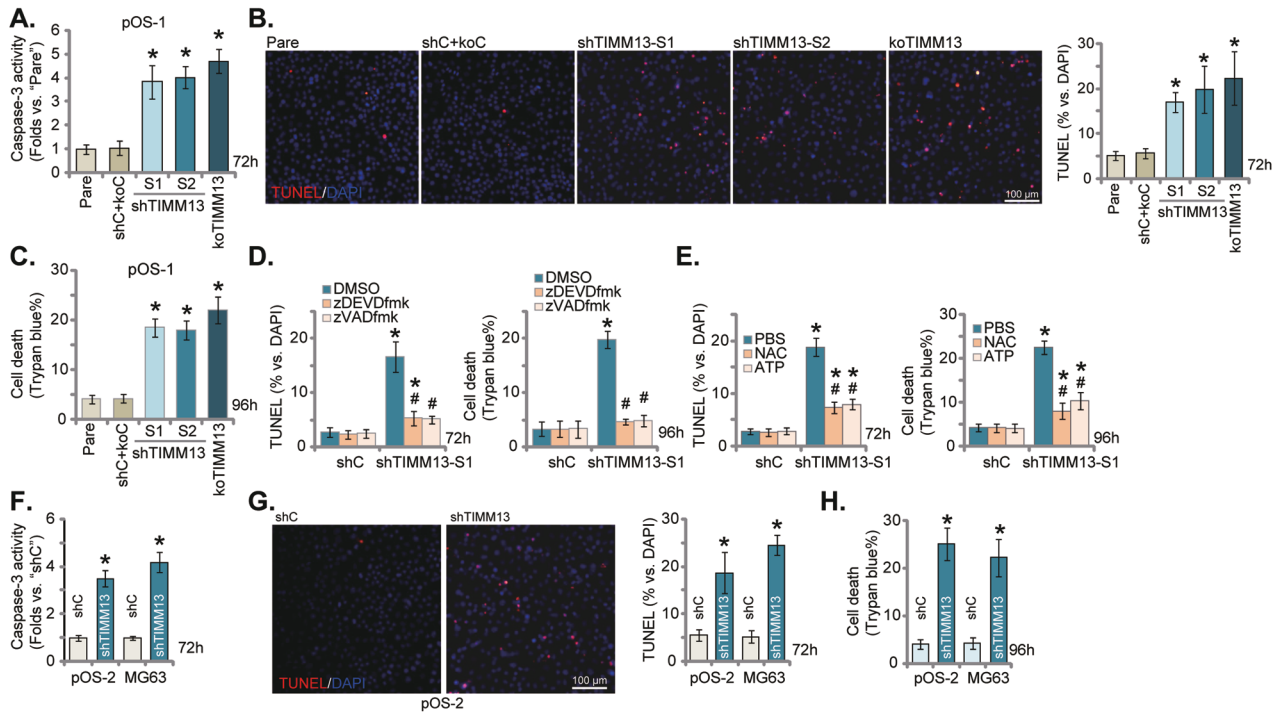 A.
pOS-1
Caspase-3 activity
(Folds vs. “Pare”)
6
5
4
3
2
1
0
*
*
*
72h
Pare
shC+koC
S1
S2
shTIMM13
koTIMM13
B.
Pare
shC+koC
shTIMM13-S1
shTIMM13-S2
koTIMM13
TUNEL/DAPI
100 µm
TUNEL (% vs. DAPI)
30
25
20
15
10
5
0
*
*
*
72h
Pare
shC+koC
S1
S2
shTIMM13
koTIMM13
C.
pOS-1
Cell death
(Trypan blue%)
30
20
10
0
*
*
*
96h
Pare
shC+koC
S1
S2
shTIMM13
koTIMM13
D.
DMSO
zDEVDfmk
zVADfmk
TUNEL (% vs. DAPI)
20
10
0
*
*
#
#
72h
shC
shTIMM13-S1
DMSO
zDEVDfmk
zVADfmk
Cell death
(Trypan blue%)
20
10
0
*
#
#
96h
shC
shTIMM13-S1
E.
PBS
NAC
ATP
TUNEL (% vs. DAPI)
20
10
0
*
*
*
#
#
72h
shC
shTIMM13-S1
PBS
NAC
ATP
Cell death
(Trypan blue%)
30
20
10
0
*
*
#
*
#
96h
shC
shTIMM13-S1
F.
Caspase-3 activity
(Folds vs. “shC”)
6
4
2
0
*
*
shC
shTIMM13
shC
shTIMM13
72h
pOS-2
MG63
G.
shC
shTIMM13
TUNEL/DAPI
100 µm
pOS-2
TUNEL (% vs. DAPI)
30
20
10
0
*
*
shC
shTIMM13
shC
shTIMM13
72h
pOS-2
MG63
H.
Cell death
(Trypan blue%)
30
20
10
0
*
*
shC
shTIMM13
shC
shTIMM13
96h
pOS-2
MG63